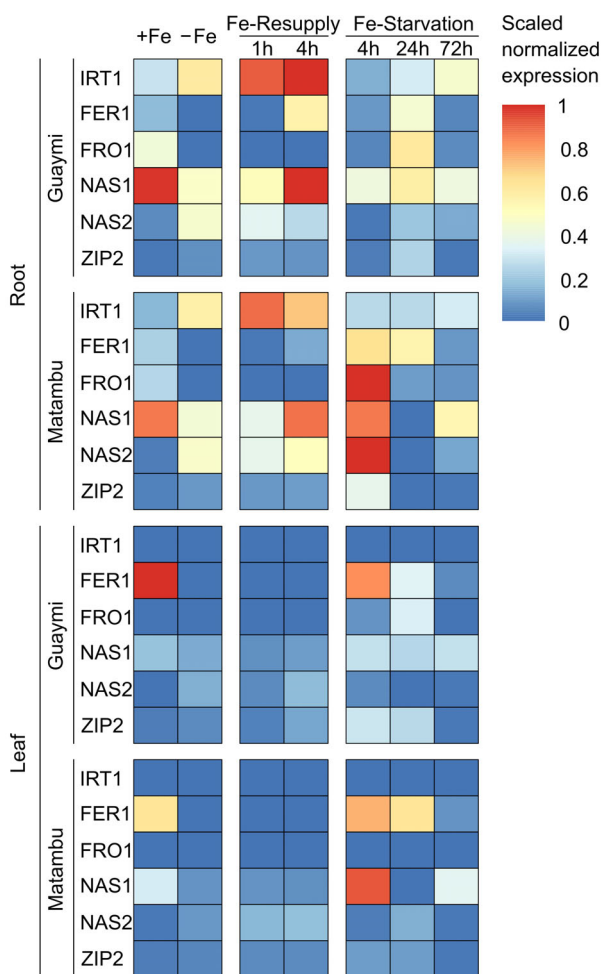 +Fe −Fe Fe-Resupply Fe-Starvation
1h 4h 4h 24h 72h
Scaled
normalized
expression
1
0.8
0.6
0.4
0.2
0
Root
Guaymi
IRT1
FER1
FRO1
NAS1
NAS2
ZIP2
Matambu
IRT1
FER1
FRO1
NAS1
NAS2
ZIP2
Leaf
Guaymi
IRT1
FER1
FRO1
NAS1
NAS2
ZIP2
Matambu
IRT1
FER1
FRO1
NAS1
NAS2
ZIP2